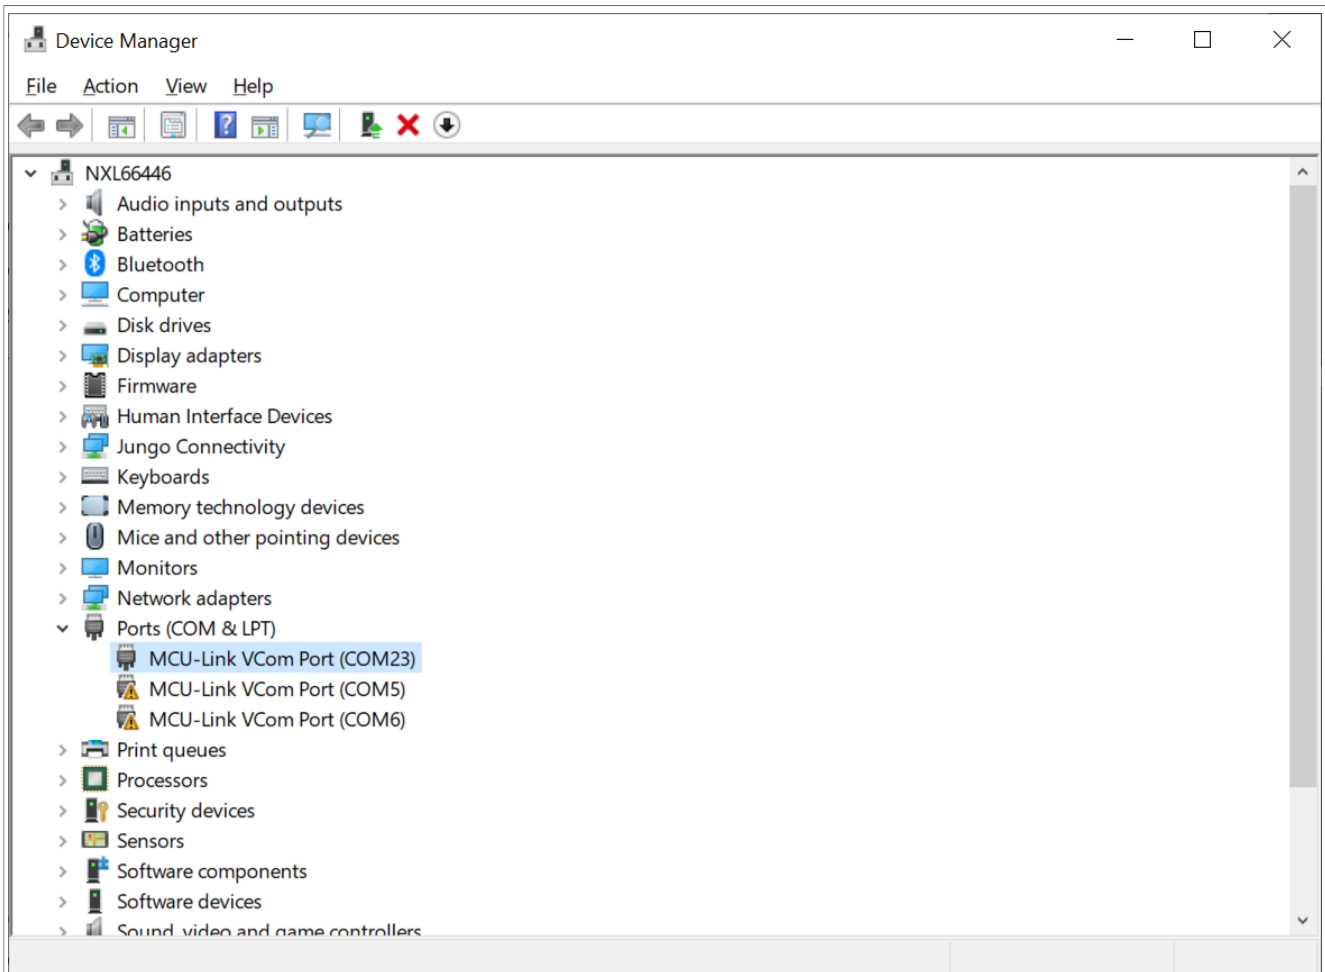 Device Manager
File Action View Help
NXL66446
Audio inputs and outputs
Batteries
Bluetooth
Computer
Disk drives
Display adapters
Firmware
Human Interface Devices
Jungo Connectivity
Keyboards
Memory technology devices
Mice and other pointing devices
Monitors
Network adapters
Ports (COM & LPT)
MCU-Link VCom Port (COM23)
MCU-Link VCom Port (COM5)
MCU-Link VCom Port (COM6)
Print queues
Processors
Security devices
Sensors
Software components
Software devices
Sound, video and game controllers